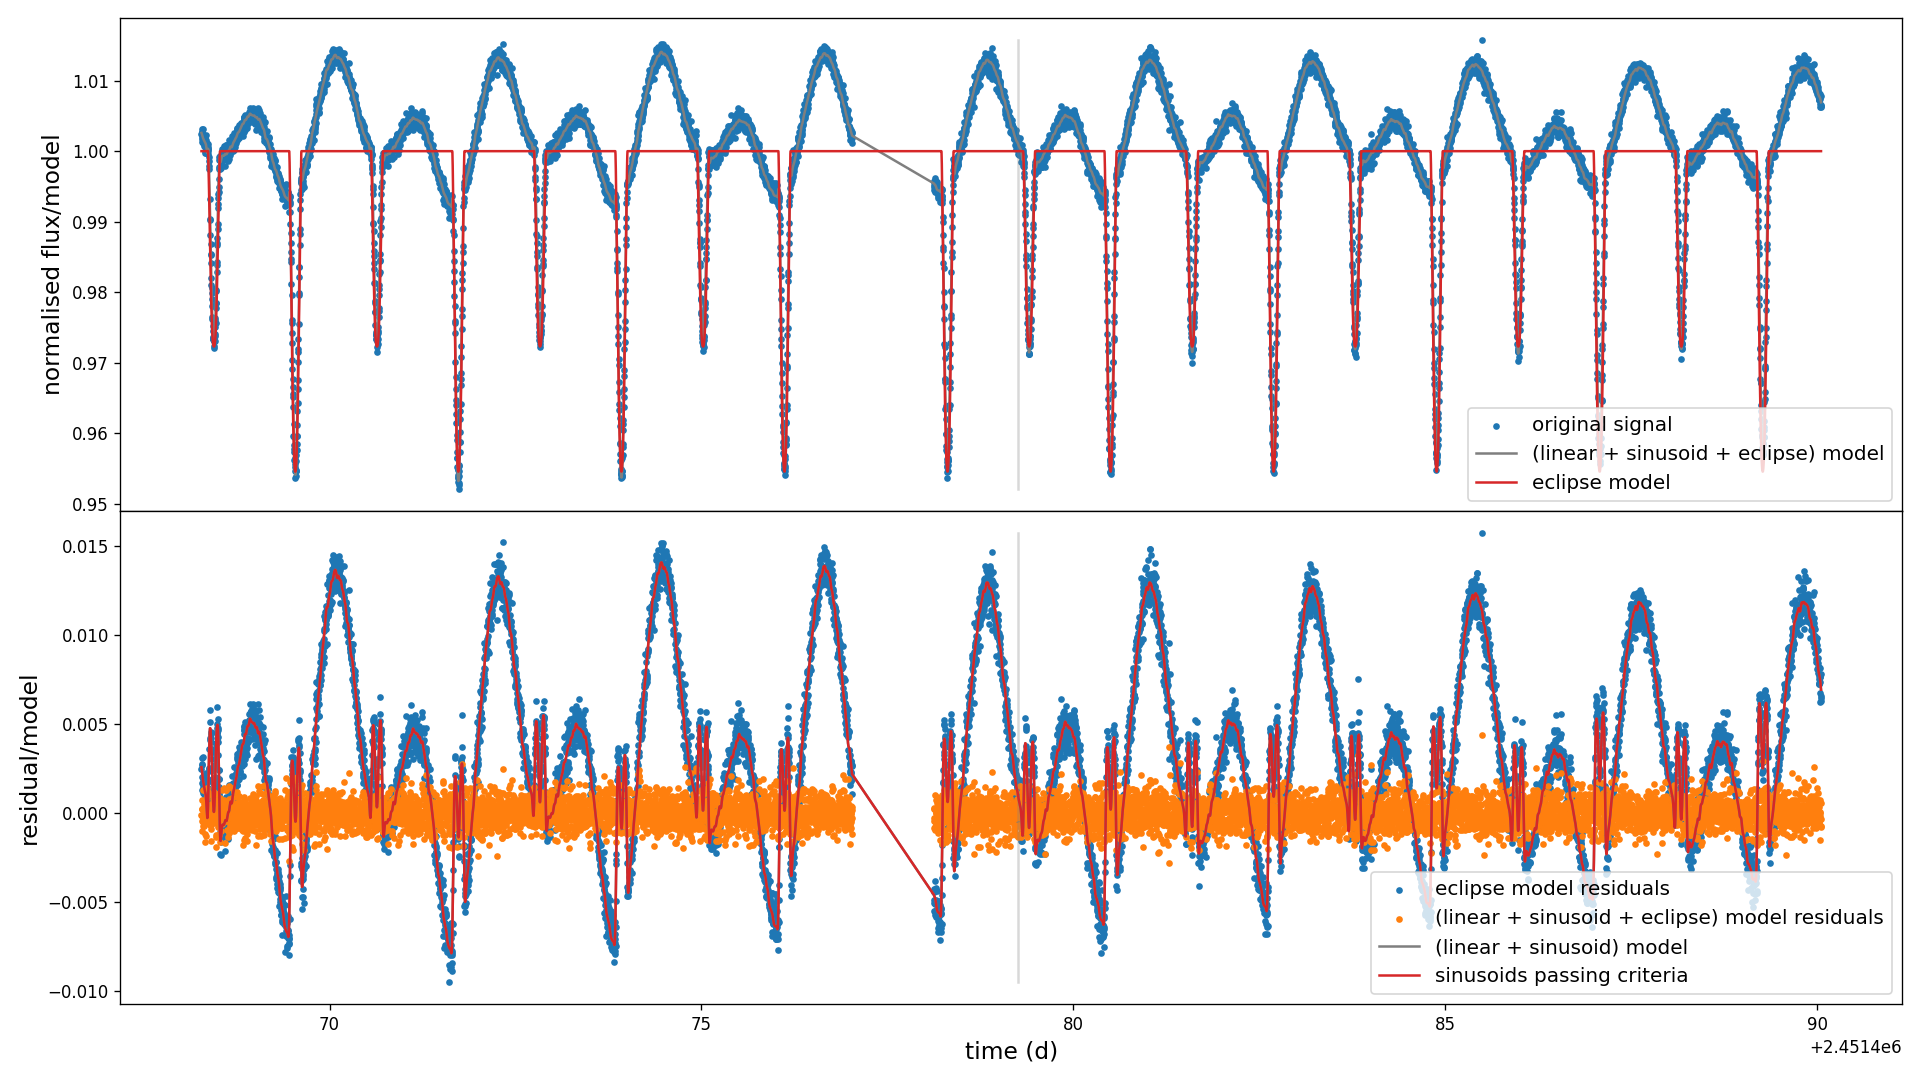 1.01
1.00
0.99
0.98
0.97
0.96
0.95
normalised flux/model
original signal
(linear + sinusoid + eclipse) model
eclipse model
0.015
0.010
0.005
0.000
−0.005
−0.010
residual/model
eclipse model residuals
(linear + sinusoid + eclipse) model residuals
(linear + sinusoid) model
sinusoids passing criteria
70
75
80
85
90
time (d)
+2.4514e6